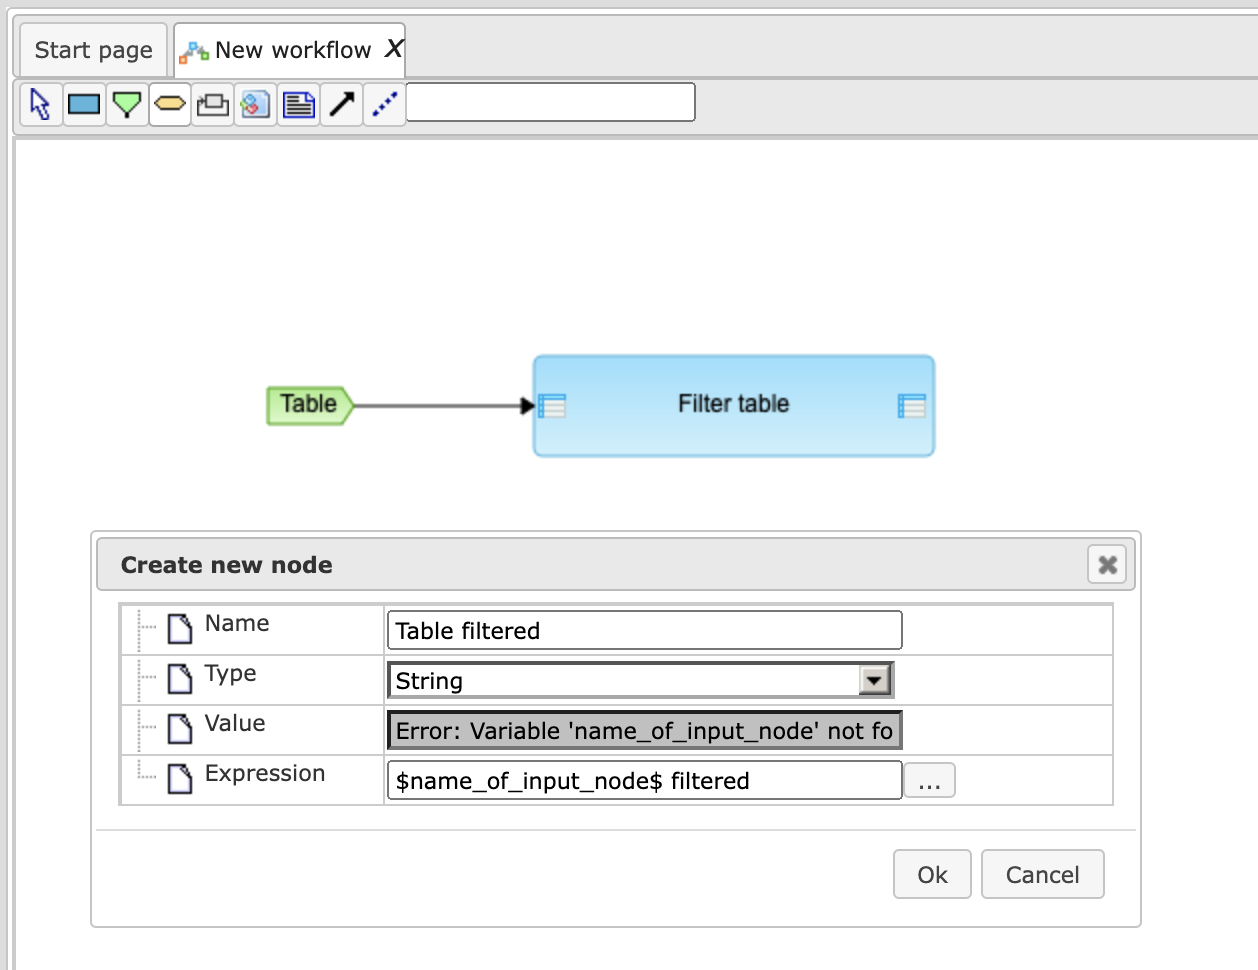 Start page
New workflow X
Table
Filter table
Create new node
Name
Table filtered
Type
String
Value
Error: Variable 'name_of_input_node' not fo
Expression
$name_of_input_node$ filtered
...
Ok
Cancel